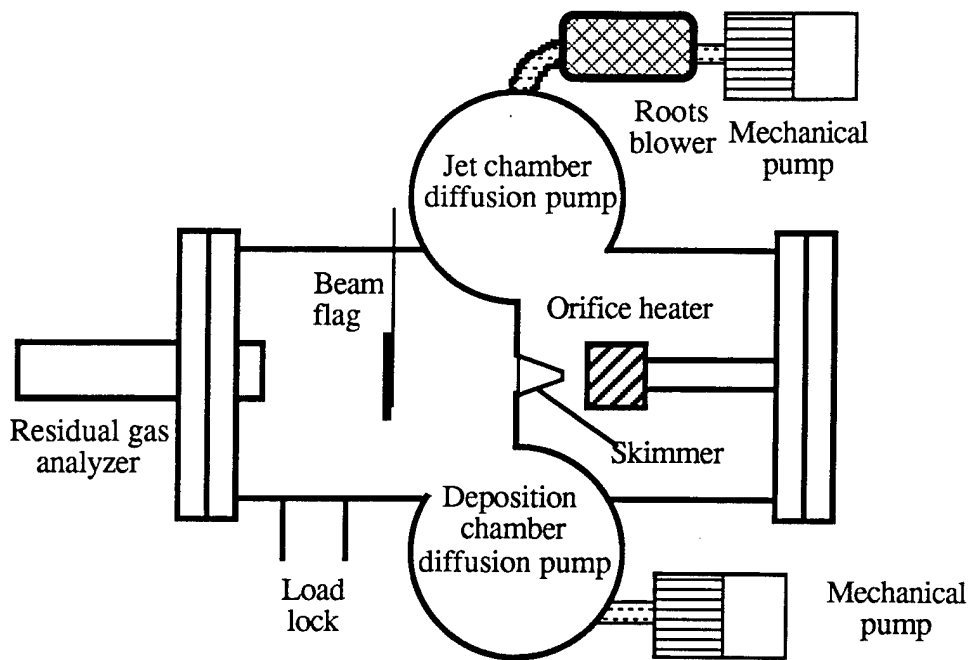 Roots
blower
Mechanical
pump
Jet chamber
diffusion pump
Beam
flag
Orifice heater
Residual gas
analyzer
Skimmer
Deposition
chamber
diffusion pump
Load
lock
Mechanical
pump